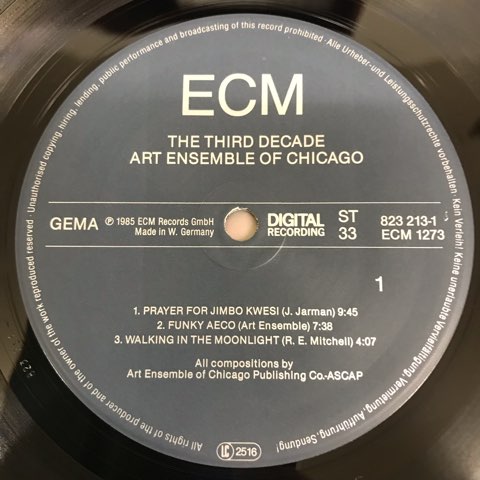 ECM
THE THIRD DECADE
ART ENSEMBLE OF CHICAGO
GEMA
℗ 1985 ECM Records GmbH
Made in W. Germany
DIGITAL
RECORDING
ST
33
823 213-1
ECM 1273
1
1. PRAYER FOR JIMBO KWESI (J. Jarman) 9:45
2. FUNKY AECO (Art Ensemble) 7:38
3. WALKING IN THE MOONLIGHT (R. E. Mitchell) 4:07
All compositions by
Art Ensemble of Chicago Publishing Co.-ASCAP
LC 2516
All rights of the producer and of the owner of the work reproduced reserved · Unauthorised copying, hiring, lending, public performance and broadcasting of this record prohibited · Alle Urheber- und Leistungsschutzrechte vorbehalten · Kein Verleih! Keine unerlaubte Vervielfältigung, Vermietung, Aufführung, Sendung!